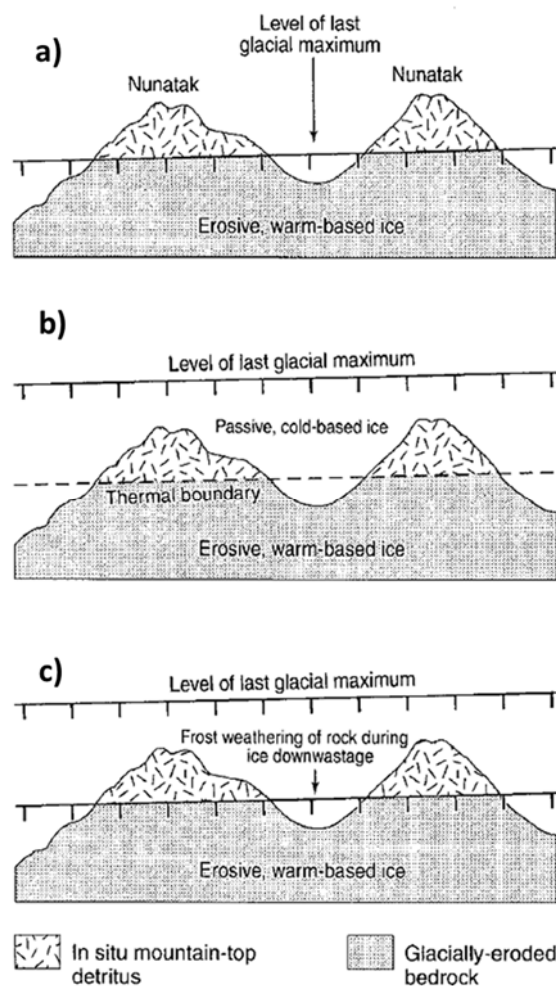 a)
Level of last
glacial maximum
Nunatak
Nunatak
Erosive, warm-based ice
b)
Level of last glacial maximum
Passive, cold-based ice
Thermal boundary
Erosive, warm-based ice
c)
Level of last glacial maximum
Frost weathering of rock during
ice downwastage
Erosive, warm-based ice
In situ mountain-top
detritus
Glacially-eroded
bedrock